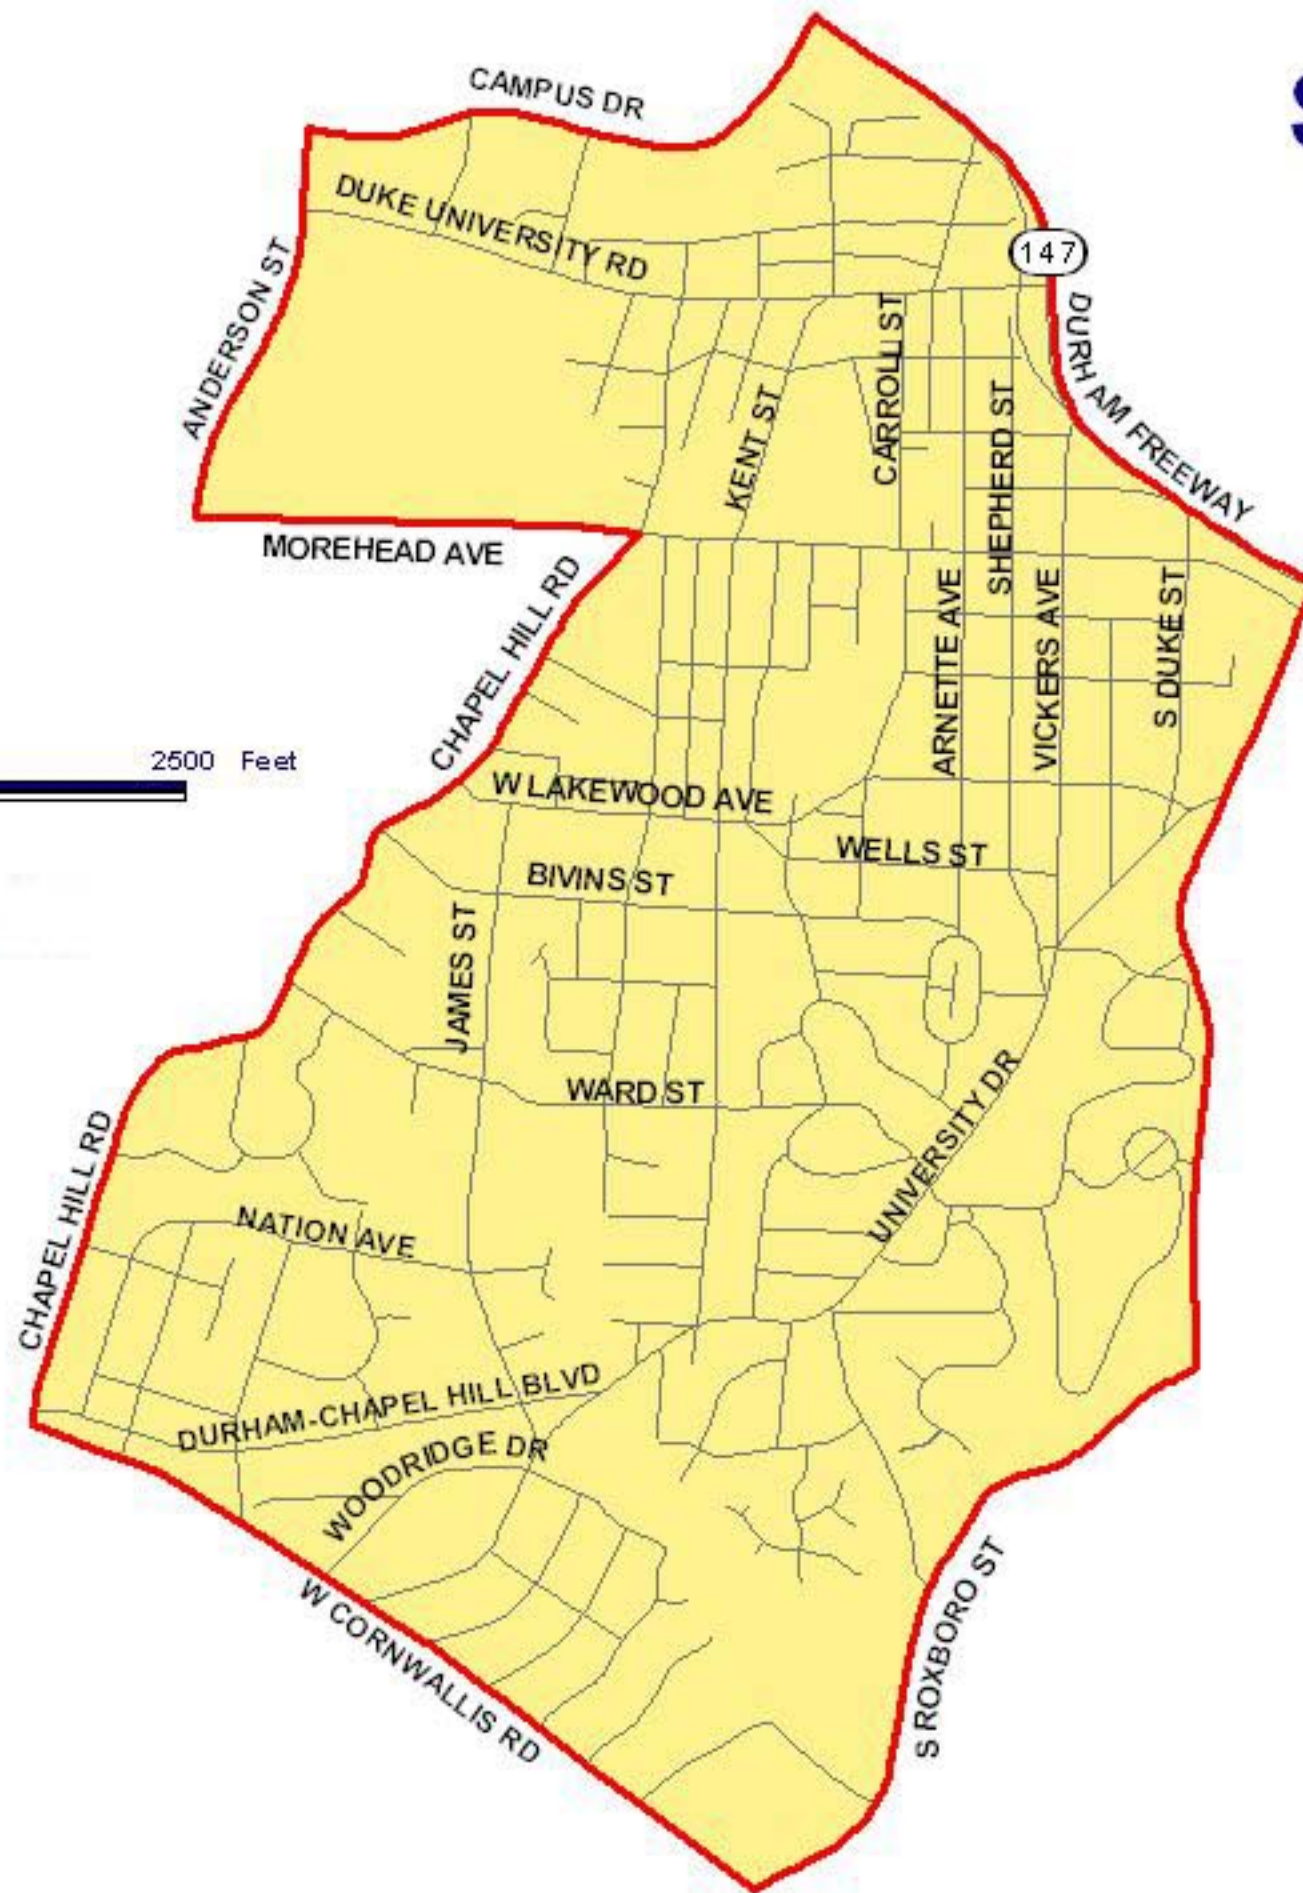 S
CAMPUS DR
DUKE UNIVERSITY RD
147
ANDERSON ST
DURHAM FREEWAY
CARROLL ST
KENT ST
SHEPHERD ST
MOREHEAD AVE
CHAPEL HILL RD
ARNETTE AVE
VICKERS AVE
S DUKE ST
2500 Feet
W LAKEWOOD AVE
WELLS ST
BIVINS ST
JAMES ST
WARD ST
UNIVERSITY DR
CHAPEL HILL RD
NATION AVE
DURHAM-CHAPEL HILL BLVD
WOODRIDGE DR
W CORNWALLIS RD
S ROXBORO ST